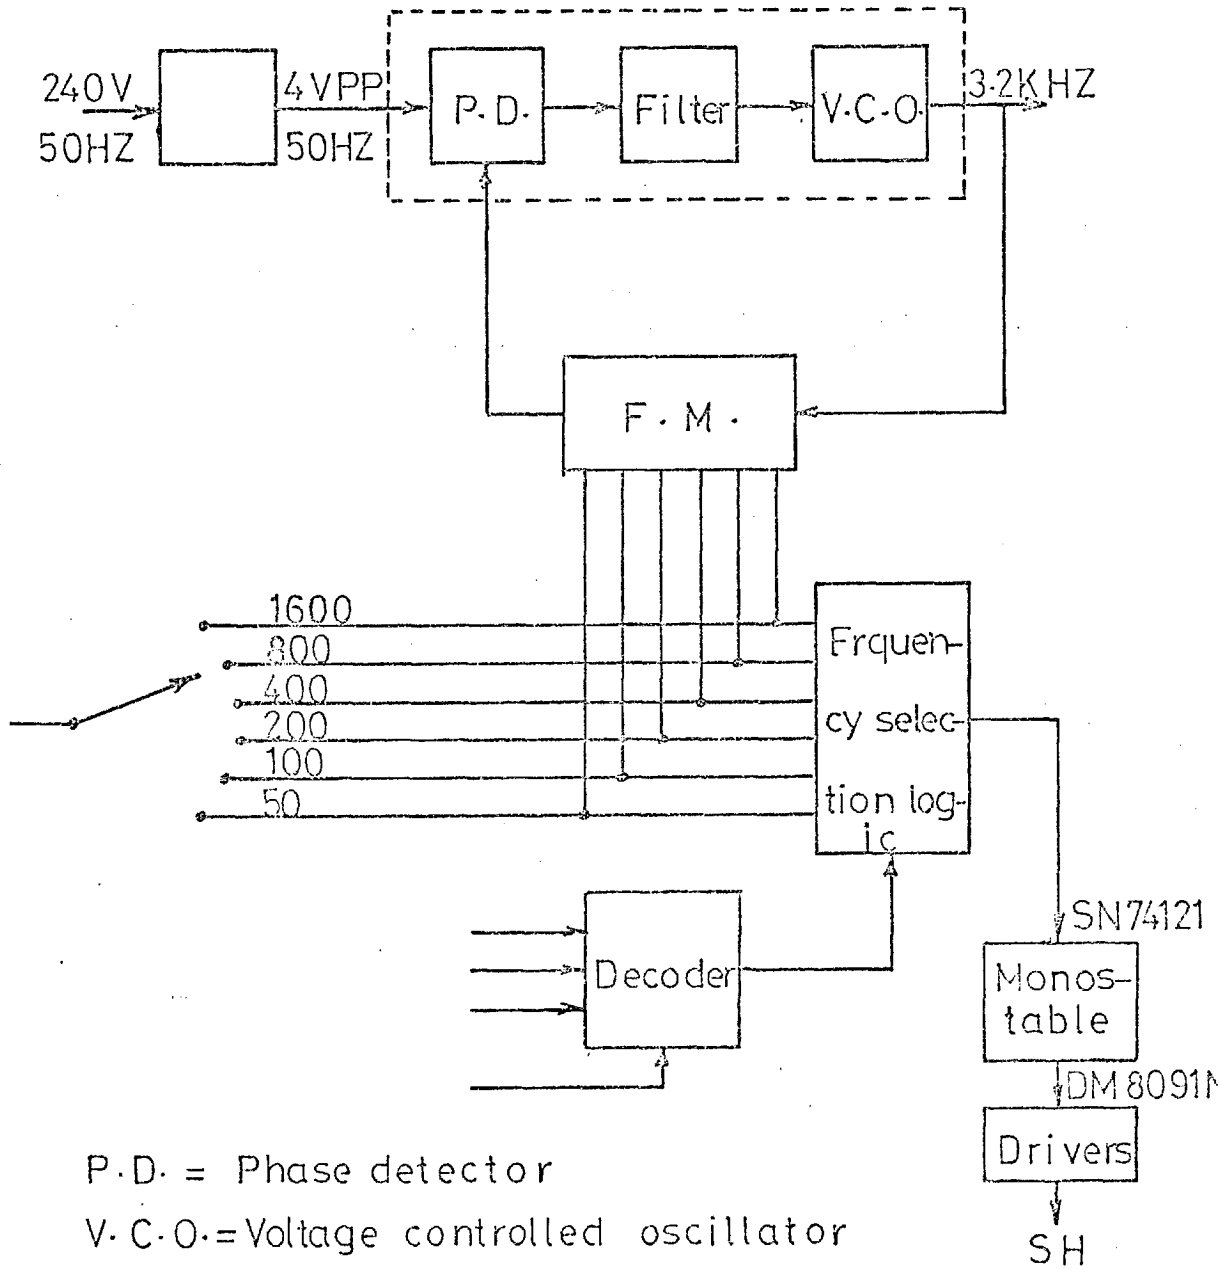 240V
50HZ
4VPP
50HZ
P.D.
Filter
V.C.O.
3.2KHZ
F.M.
1600
800
400
200
100
50
Frquen-
cy selec-
tion log-
ic
Decoder
SN74121
Monos-
table
DM8091N
Drivers
SH
P.D. = Phase detector
V.C.O.=Voltage controlled oscillator